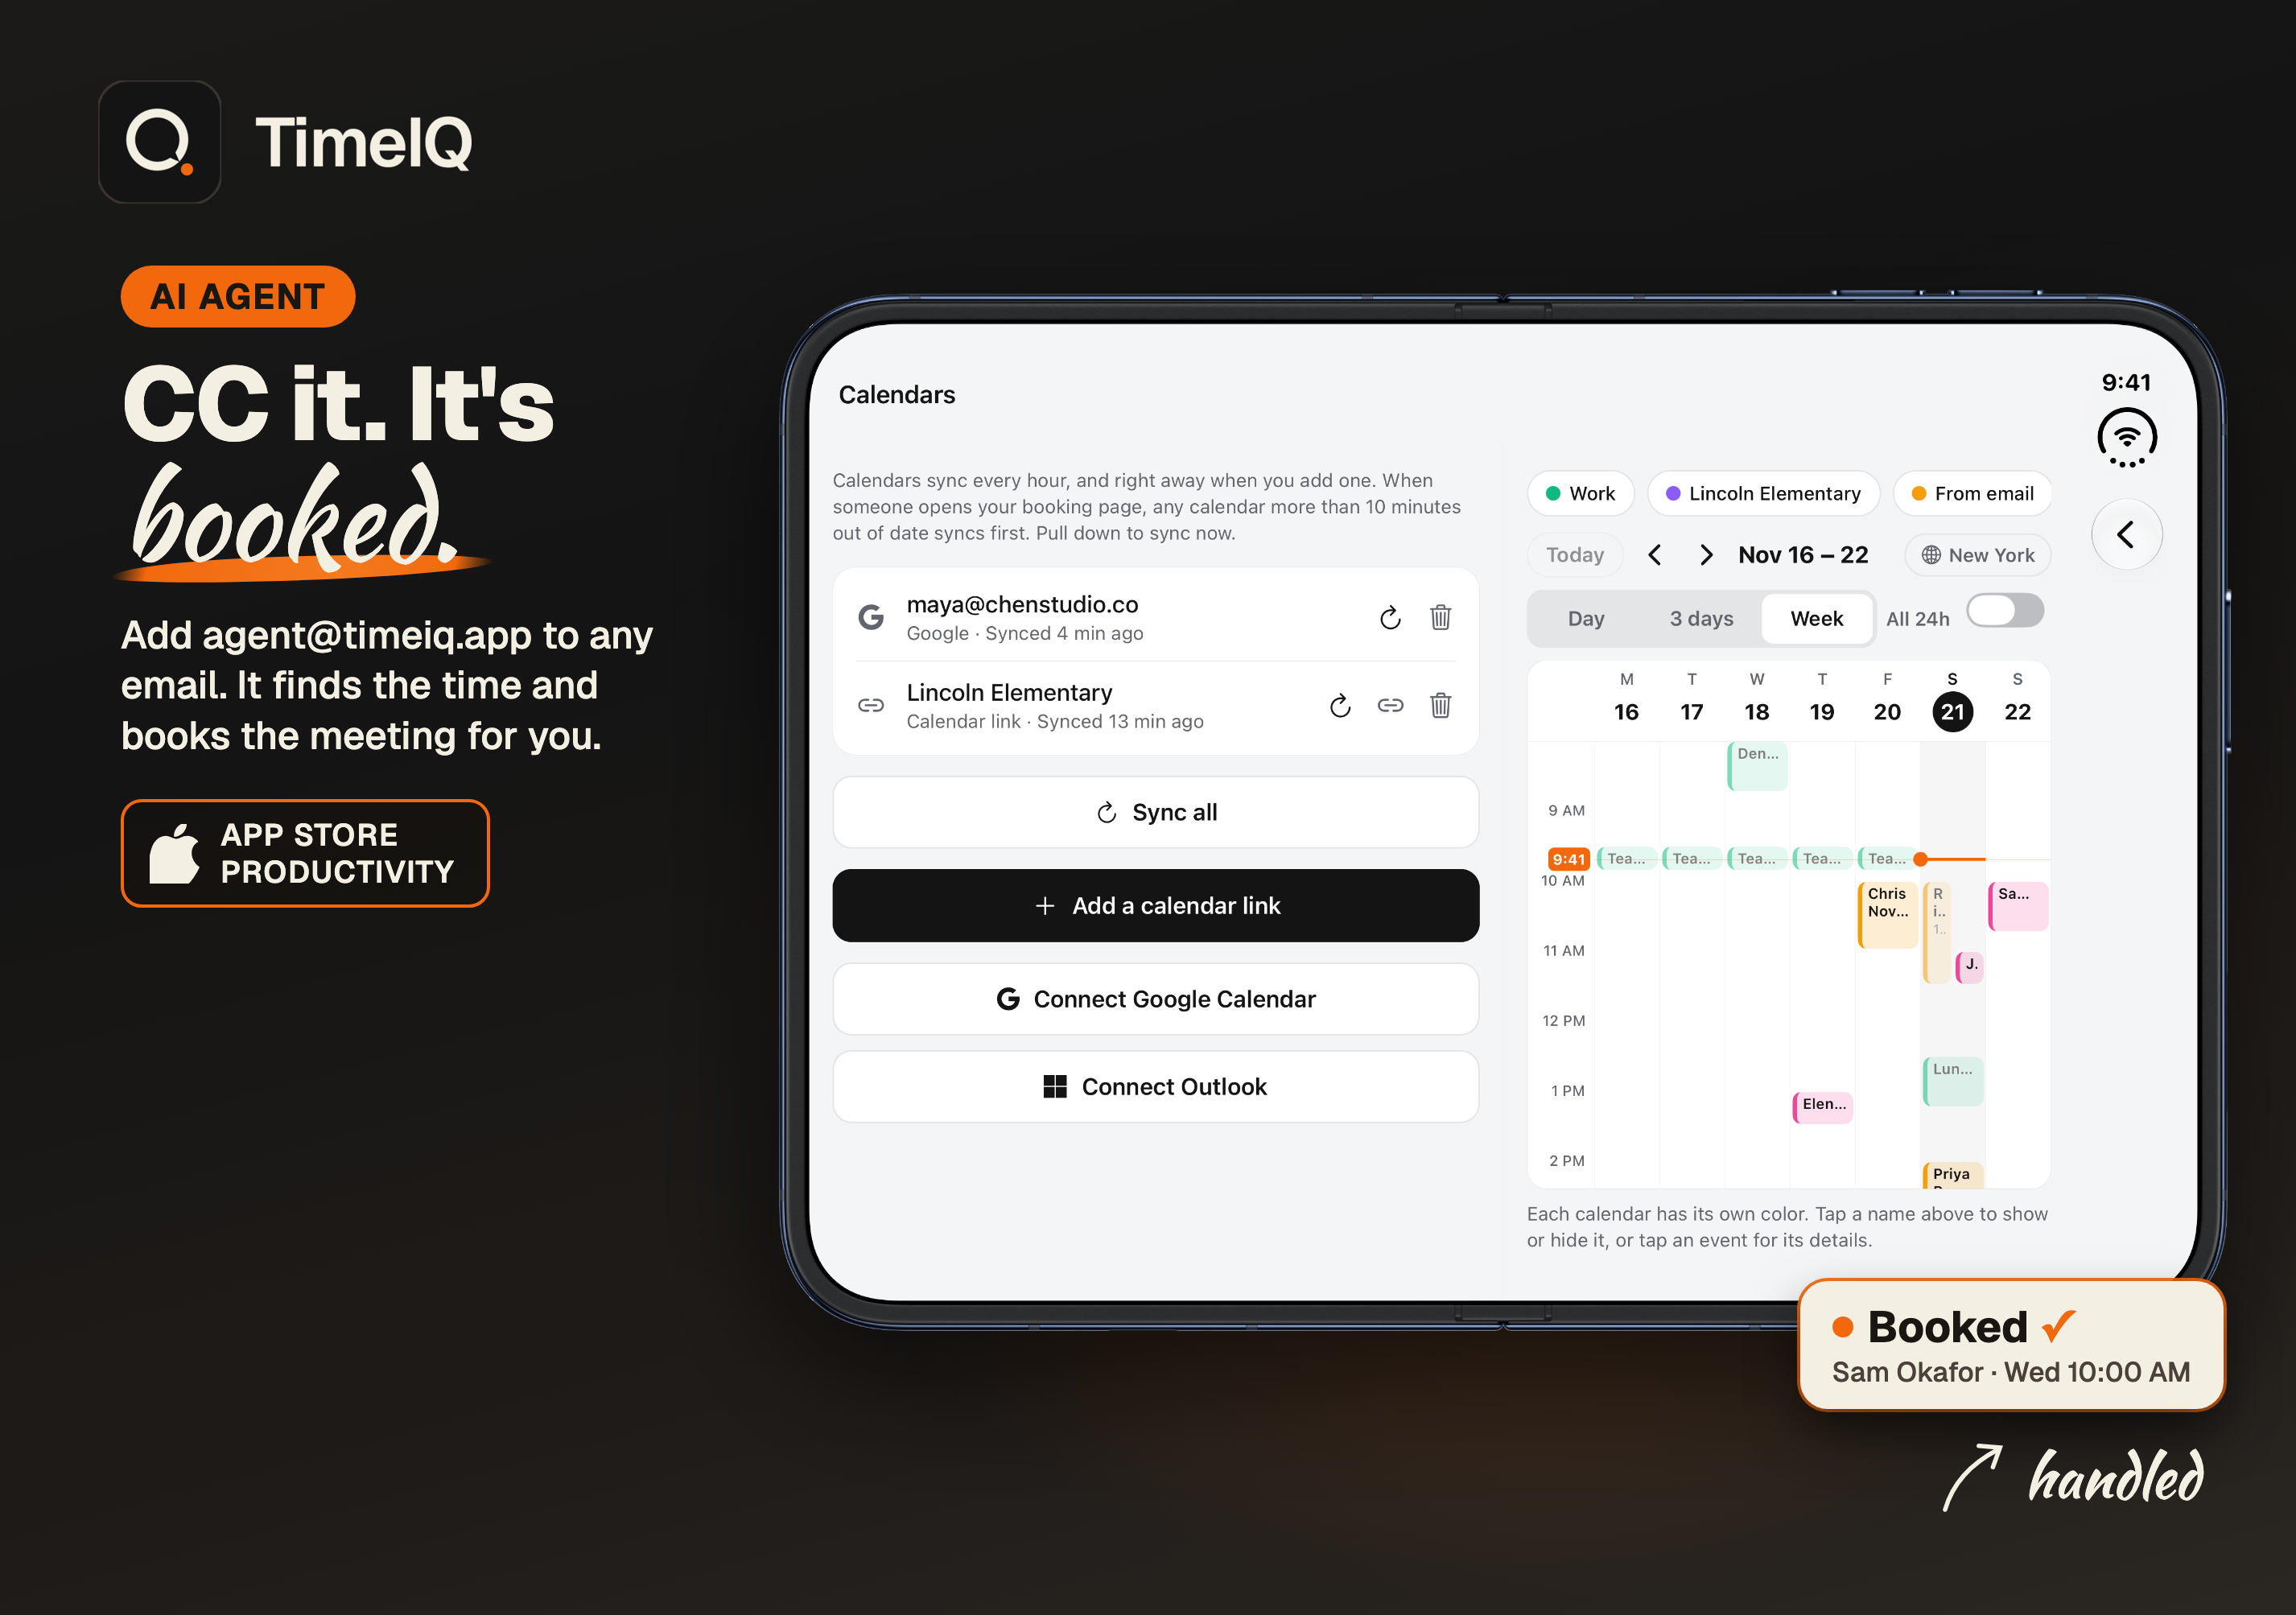 TimeIQ
AI AGENT
CC it. It's
booked.
Add agent@timeiq.app to any
email. It finds the time and
books the meeting for you.
APP STORE
PRODUCTIVITY
Calendars
9:41
Calendars sync every hour, and right away when you add one. When
someone opens your booking page, any calendar more than 10 minutes
out of date syncs first. Pull down to sync now.
maya@chenstudio.co
Google · Synced 4 min ago
Lincoln Elementary
Calendar link · Synced 13 min ago
Sync all
+ Add a calendar link
Connect Google Calendar
Connect Outlook
Work Lincoln Elementary From email
Today Nov 16 – 22 New York
Day 3 days Week All 24h
M T W T F S S
16 17 18 19 20 21 22
Den...
9 AM
9:41 Tea... Tea... Tea... Tea... Tea...
10 AM
Chris R Sa...
Nov... i..
1..
11 AM
J.
12 PM
Lun...
1 PM
Elen...
2 PM
Priya
Each calendar has its own color. Tap a name above to show
or hide it, or tap an event for its details.
Booked ✓
Sam Okafor · Wed 10:00 AM
handled